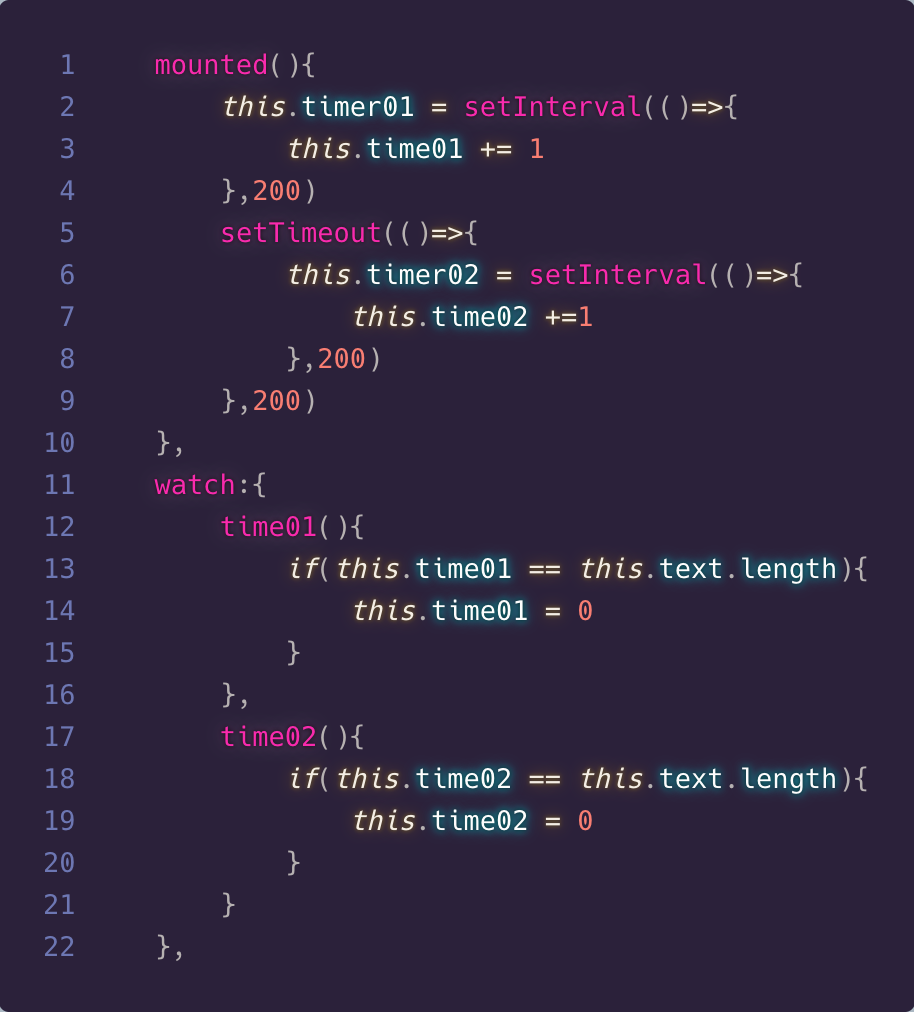 1 mounted(){
2 this.timer01 = setInterval(()=>{
3 this.time01 += 1
4 },200)
5 setTimeout(()=>{
6 this.timer02 = setInterval(()=>{
7 this.time02 +=1
8 },200)
9 },200)
10 },
11 watch:{
12 time01(){
13 if(this.time01 == this.text.length){
14 this.time01 = 0
15 }
16 },
17 time02(){
18 if(this.time02 == this.text.length){
19 this.time02 = 0
20 }
21 }
22 },